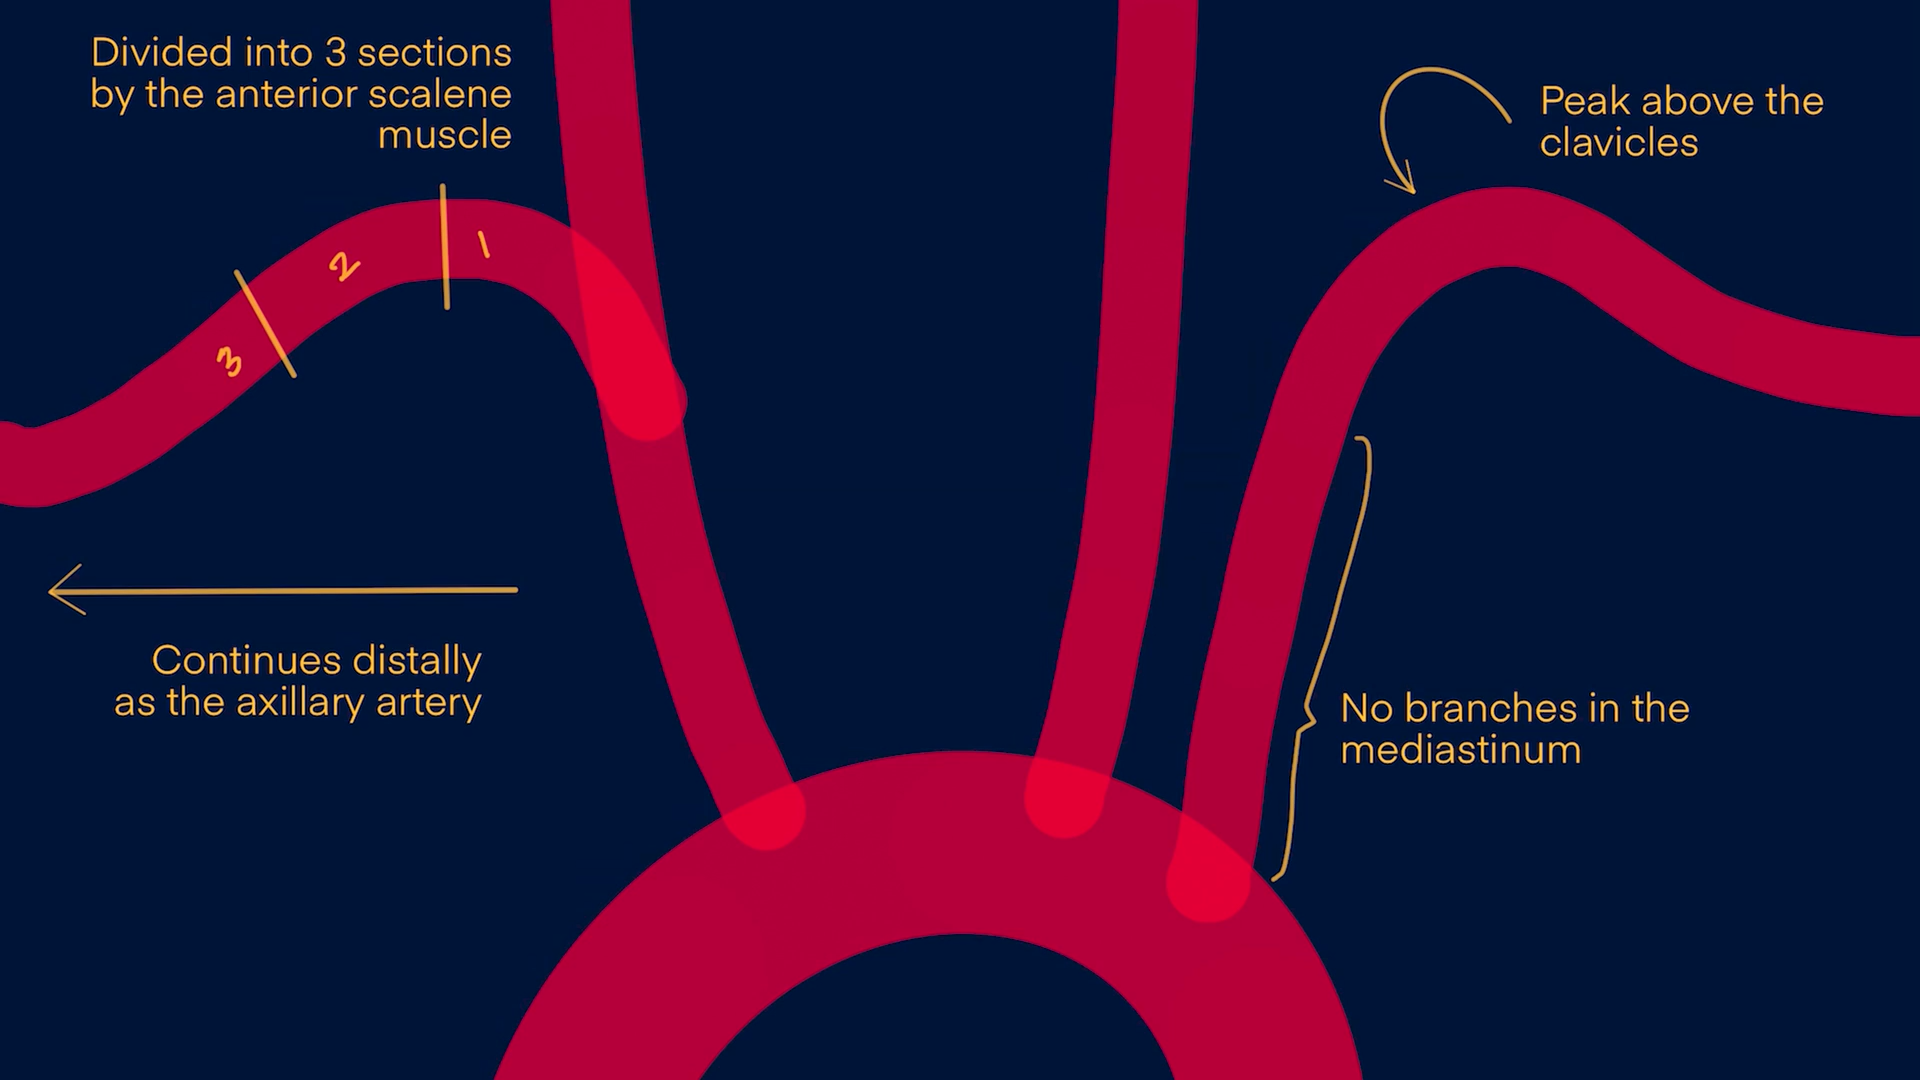 Divided into 3 sections
by the anterior scalene
muscle
Peak above the
clavicles
1
2
3
Continues distally
as the axillary artery
No branches in the
mediastinum